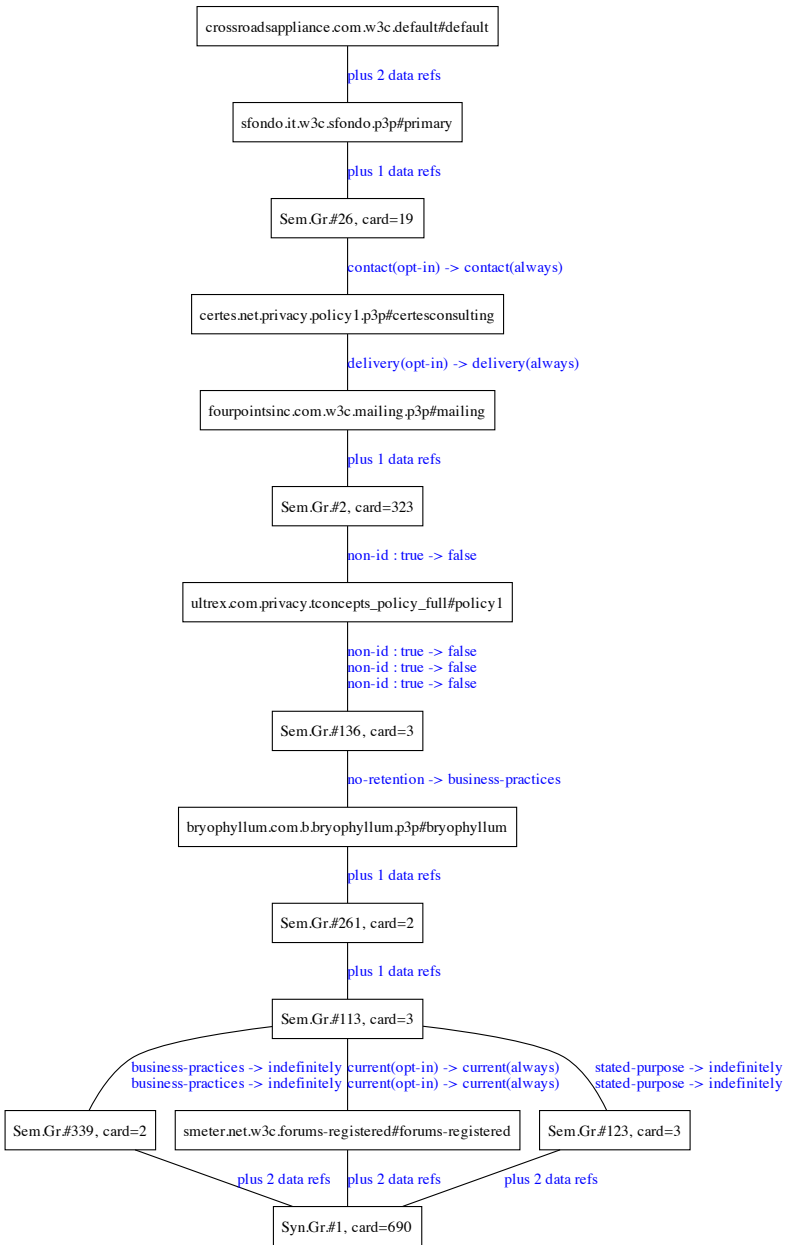 crossroadsappliance.com.w3c.default#default
plus 2 data refs
sfondo.it.w3c.sfondo.p3p#primary
plus 1 data refs
Sem.Gr.#26, card=19
contact(opt-in) -> contact(always)
certes.net.privacy.policy1.p3p#certesconsulting
delivery(opt-in) -> delivery(always)
fourpointsinc.com.w3c.mailing.p3p#mailing
plus 1 data refs
Sem.Gr.#2, card=323
non-id : true -> false
ultrex.com.privacy.tconcepts_policy_full#policy1
non-id : true -> false
non-id : true -> false
non-id : true -> false
Sem.Gr.#136, card=3
no-retention -> business-practices
bryophyllum.com.b.bryophyllum.p3p#bryophyllum
plus 1 data refs
Sem.Gr.#261, card=2
plus 1 data refs
Sem.Gr.#113, card=3
business-practices -> indefinitely current(opt-in) -> current(always) stated-purpose -> indefinitely
business-practices -> indefinitely current(opt-in) -> current(always) stated-purpose -> indefinitely
Sem.Gr.#339, card=2 smeter.net.w3c.forums-registered#forums-registered Sem.Gr.#123, card=3
plus 2 data refs plus 2 data refs plus 2 data refs
Syn.Gr.#1, card=690